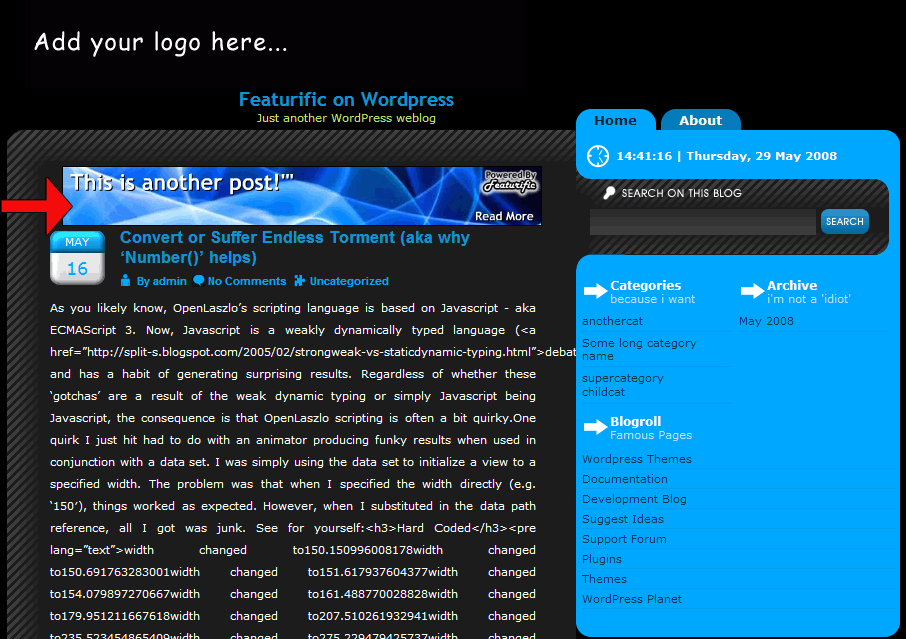 Add your logo here...
Featurific on Wordpress
Just another WordPress weblog
Home
About
14:41:16 | Thursday, 29 May 2008
SEARCH ON THIS BLOG
SEARCH
"This is another post!"
Powered By
Featurific
Read More
MAY
16
Convert or Suffer Endless Torment (aka why
‘Number()’ helps)
By admin No Comments Uncategorized
As you likely know, OpenLaszlo’s scripting language is based on Javascript - aka
ECMAScript 3. Now, Javascript is a weakly dynamically typed language (<a
href=”http://split-s.blogspot.com/2005/02/strongweak-vs-staticdynamic-typing.html”>debat
and has a habit of generating surprising results. Regardless of whether these
‘gotchas’ are a result of the weak dynamic typing or simply Javascript being
Javascript, the consequence is that OpenLaszlo scripting is often a bit quirky.One
quirk I just hit had to do with an animator producing funky results when used in
conjunction with a data set. I was simply using the data set to initialize a view to a
specified width. The problem was that when I specified the width directly (e.g.
‘150’), things worked as expected. However, when I substituted in the data path
reference, all I got was junk. See for yourself:<h3>Hard Coded</h3><pre
lang=”text”>width changed to150.150996008178width changed
to150.691763283001width changed to151.617937604377width changed
to154.079897270667width changed to161.488770028828width changed
to179.951211667618width changed to207.510261932941width changed
to235.523454865409width changed to275.229479425737width changed
Categories
because i want
anothercat
Some long category
name
supercategory
childcat
Archive
i'm not a 'idiot'
May 2008
Blogroll
Famous Pages
Wordpress Themes
Documentation
Development Blog
Suggest Ideas
Support Forum
Plugins
Themes
WordPress Planet